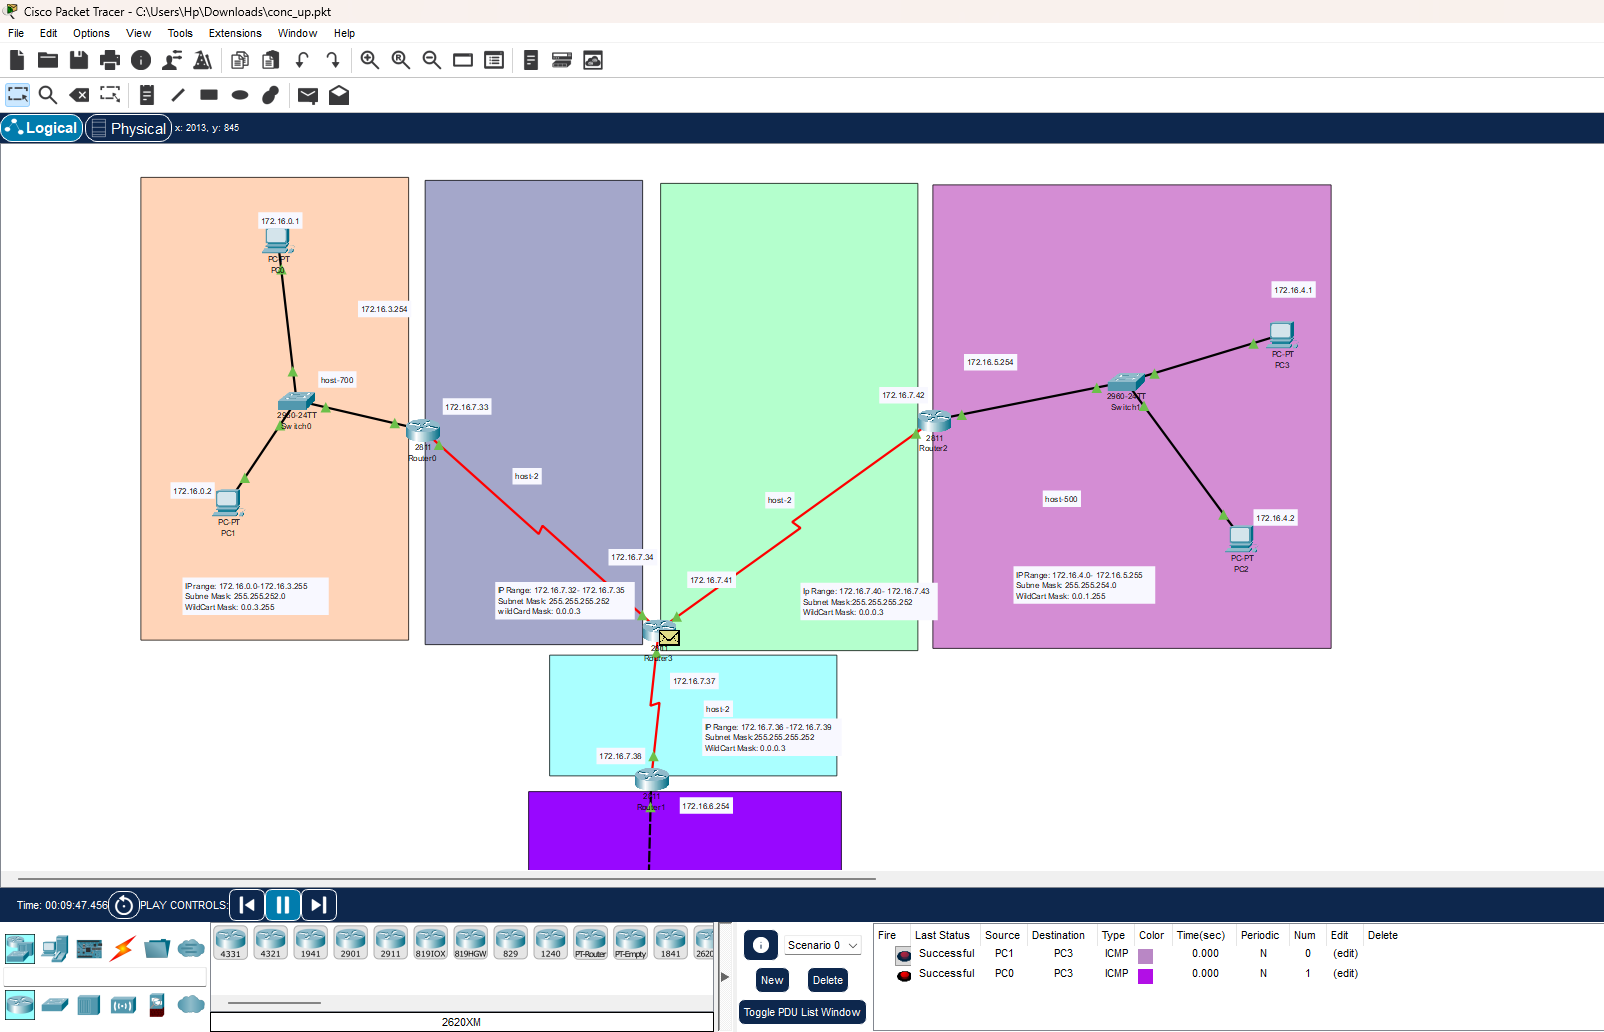 Cisco Packet Tracer - C:\Users\Hp\Downloads\conc_up.pkt
File Edit Options View Tools Extensions Window Help
Logical Physical x: 2013, y: 845
172.16.0.1
PC-PT
PC0
172.16.3.254
host-700
2960-24TT
Switch0
172.16.0.2
PC-PT
PC1
IP range: 172.16.0.0-172.16.3.255
Subne Mask: 255.255.252.0
WildCart Mask: 0.0.3.255
172.16.7.33
2811
Router0
host-2
172.16.7.34
IP Range: 172.16.7.32- 172.16.7.35
Subnet Mask: 255.255.255.252
wildCard Mask: 0.0.0.3
172.16.7.42
host-2
172.16.7.41
Ip Range: 172.16.7.40- 172.16.7.43
Subnet Mask:255.255.255.252
WildCart Mask: 0.0.0.3
2811
Router3
172.16.5.254
2811
Router2
172.16.4.1
PC-PT
PC3
2960-24TT
Switch1
host-500
172.16.4.2
PC-PT
PC2
IP Range: 172.16.4.0- 172.16.5.255
Subne Mask: 255.255.254.0
WildCart Mask: 0.0.1.255
172.16.7.37
host-2
IP Range: 172.16.7.36 -172.16.7.39
Subnet Mask:255.255.255.252
WildCart Mask: 0.0.0.3
172.16.7.38
2811
Router1
172.16.6.254
Time: 00:09:47.456 PLAY CONTROLS:
4331 4321 1941 2901 2911 819IOX 819HGW 829 1240 PT-Router PT-Empty 1841 2620
2620XM
Scenario 0
New Delete
Toggle PDU List Window
Fire Last Status Source Destination Type Color Time(sec) Periodic Num Edit Delete
Successful PC1 PC3 ICMP 0.000 N 0 (edit)
Successful PC0 PC3 ICMP 0.000 N 1 (edit)